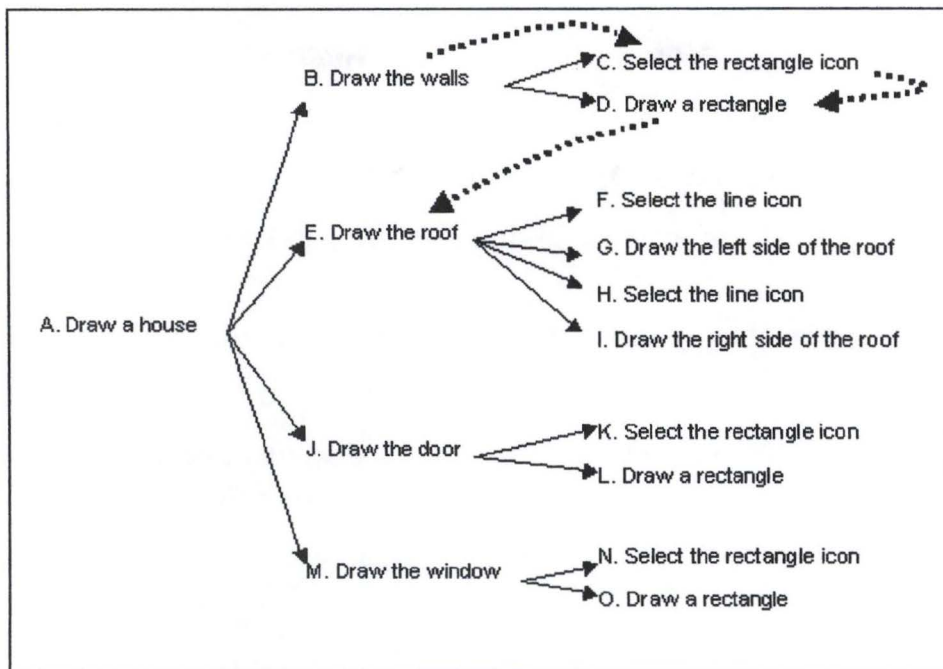 C. Select the rectangle icon
B. Draw the walls
D. Draw a rectangle
F. Select the line icon
E. Draw the roof
G. Draw the left side of the roof
H. Select the line icon
A. Draw a house
I. Draw the right side of the roof
K. Select the rectangle icon
J. Draw the door
L. Draw a rectangle
N. Select the rectangle icon
M. Draw the window
O. Draw a rectangle